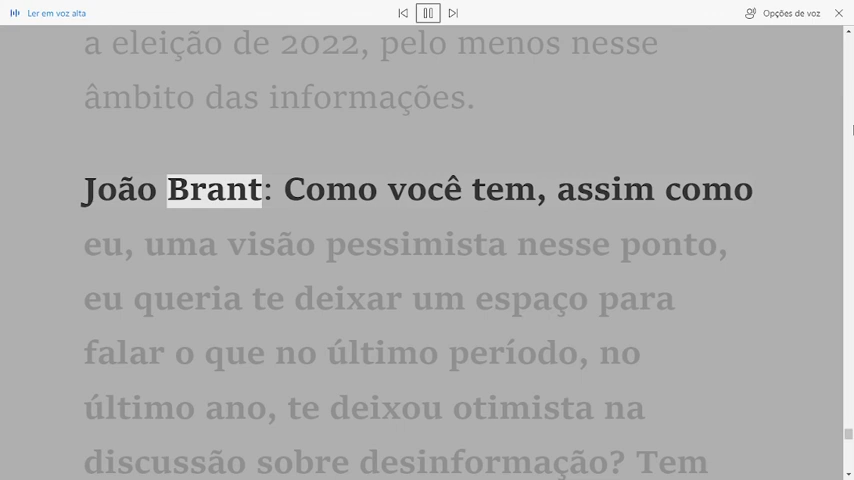 Ler em voz alta
Opções de voz
a eleição de 2022, pelo menos nesse
âmbito das informações.
João Brant: Como você tem, assim como
eu, uma visão pessimista nesse ponto,
eu queria te deixar um espaço para
falar o que no último período, no
último ano, te deixou otimista na
discussão sobre desinformação? Tem